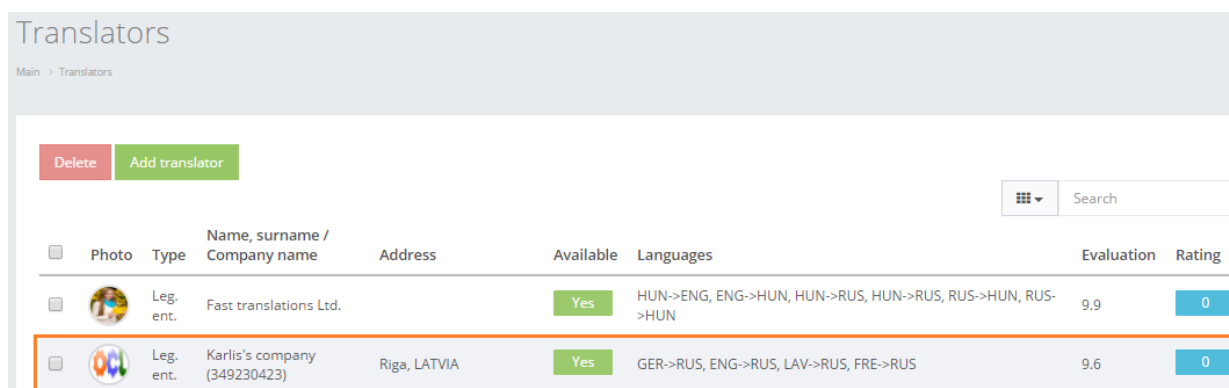 Translators
Main > Translators
Delete Add translator
Search
Photo Type Name, surname / Company name Address Available Languages Evaluation Rating
Leg. ent. Fast translations Ltd. Yes HUN->ENG, ENG->HUN, HUN->RUS, HUN->RUS, RUS->HUN, RUS->HUN 9.9 0
OCL Leg. ent. Karlis's company (349230423) Riga, LATVIA Yes GER->RUS, ENG->RUS, LAV->RUS, FRE->RUS 9.6 0